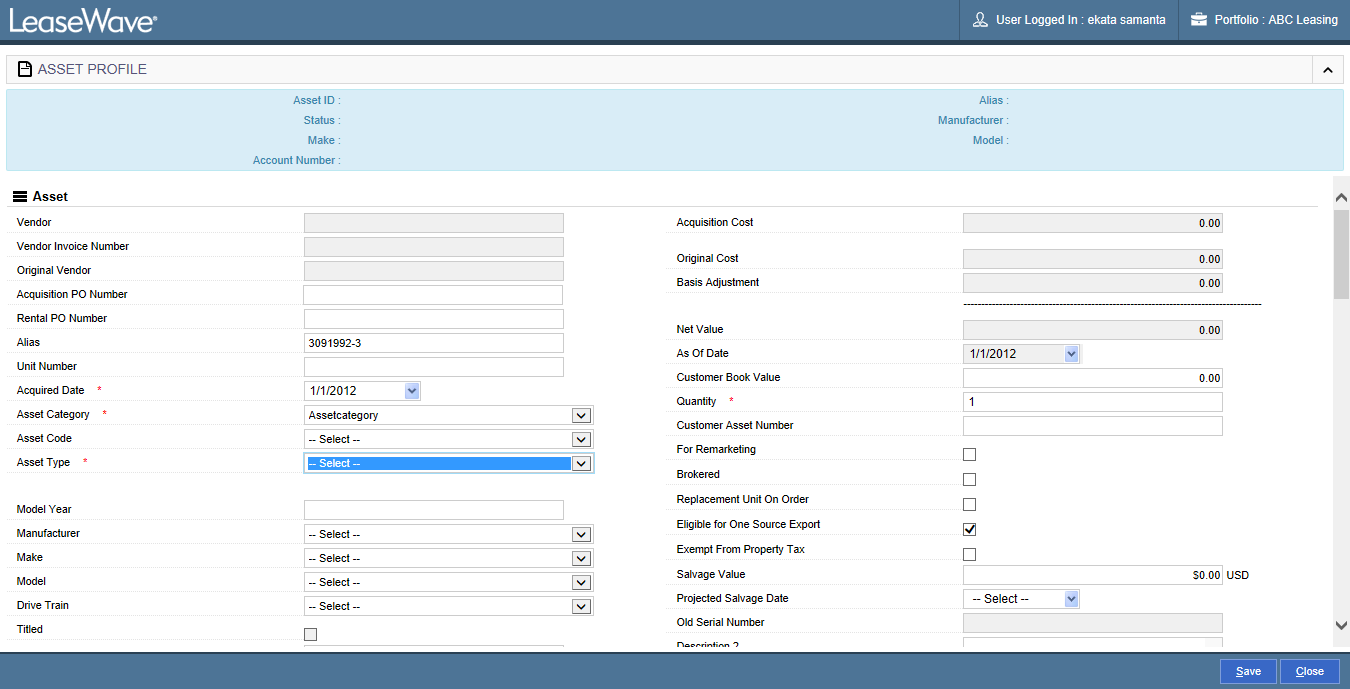 LeaseWave®
User Logged In : ekata samanta
Portfolio : ABC Leasing
ASSET PROFILE
Asset ID :
Alias :
Status :
Manufacturer :
Make :
Model :
Account Number :
Asset
Vendor
Vendor Invoice Number
Original Vendor
Acquisition PO Number
Rental PO Number
Alias 3091992-3
Unit Number
Acquired Date * 1/1/2012
Asset Category * Assetcategory
Asset Code -- Select --
Asset Type * -- Select --
Model Year
Manufacturer -- Select --
Make -- Select --
Model -- Select --
Drive Train -- Select --
Titled
Acquisition Cost 0.00
Original Cost 0.00
Basis Adjustment 0.00
Net Value 0.00
As Of Date 1/1/2012
Customer Book Value 0.00
Quantity * 1
Customer Asset Number
For Remarketing
Brokered
Replacement Unit On Order
Eligible for One Source Export
Exempt From Property Tax
Salvage Value $0.00 USD
Projected Salvage Date -- Select --
Old Serial Number
Description 2
Save
Close